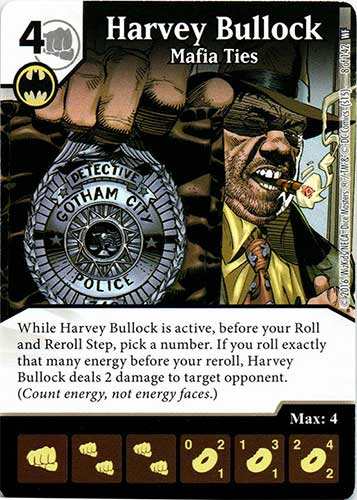 4
Harvey Bullock
Mafia Ties
DETECTIVE
GOTHAM CITY
POLICE
While Harvey Bullock is active, before your Roll
and Reroll Step, pick a number. If you roll exactly
that many energy before your reroll, Harvey
Bullock deals 2 damage to target opponent.
(Count energy, not energy faces.)
Max: 4
0 2
1
1 3
1
2 4
2